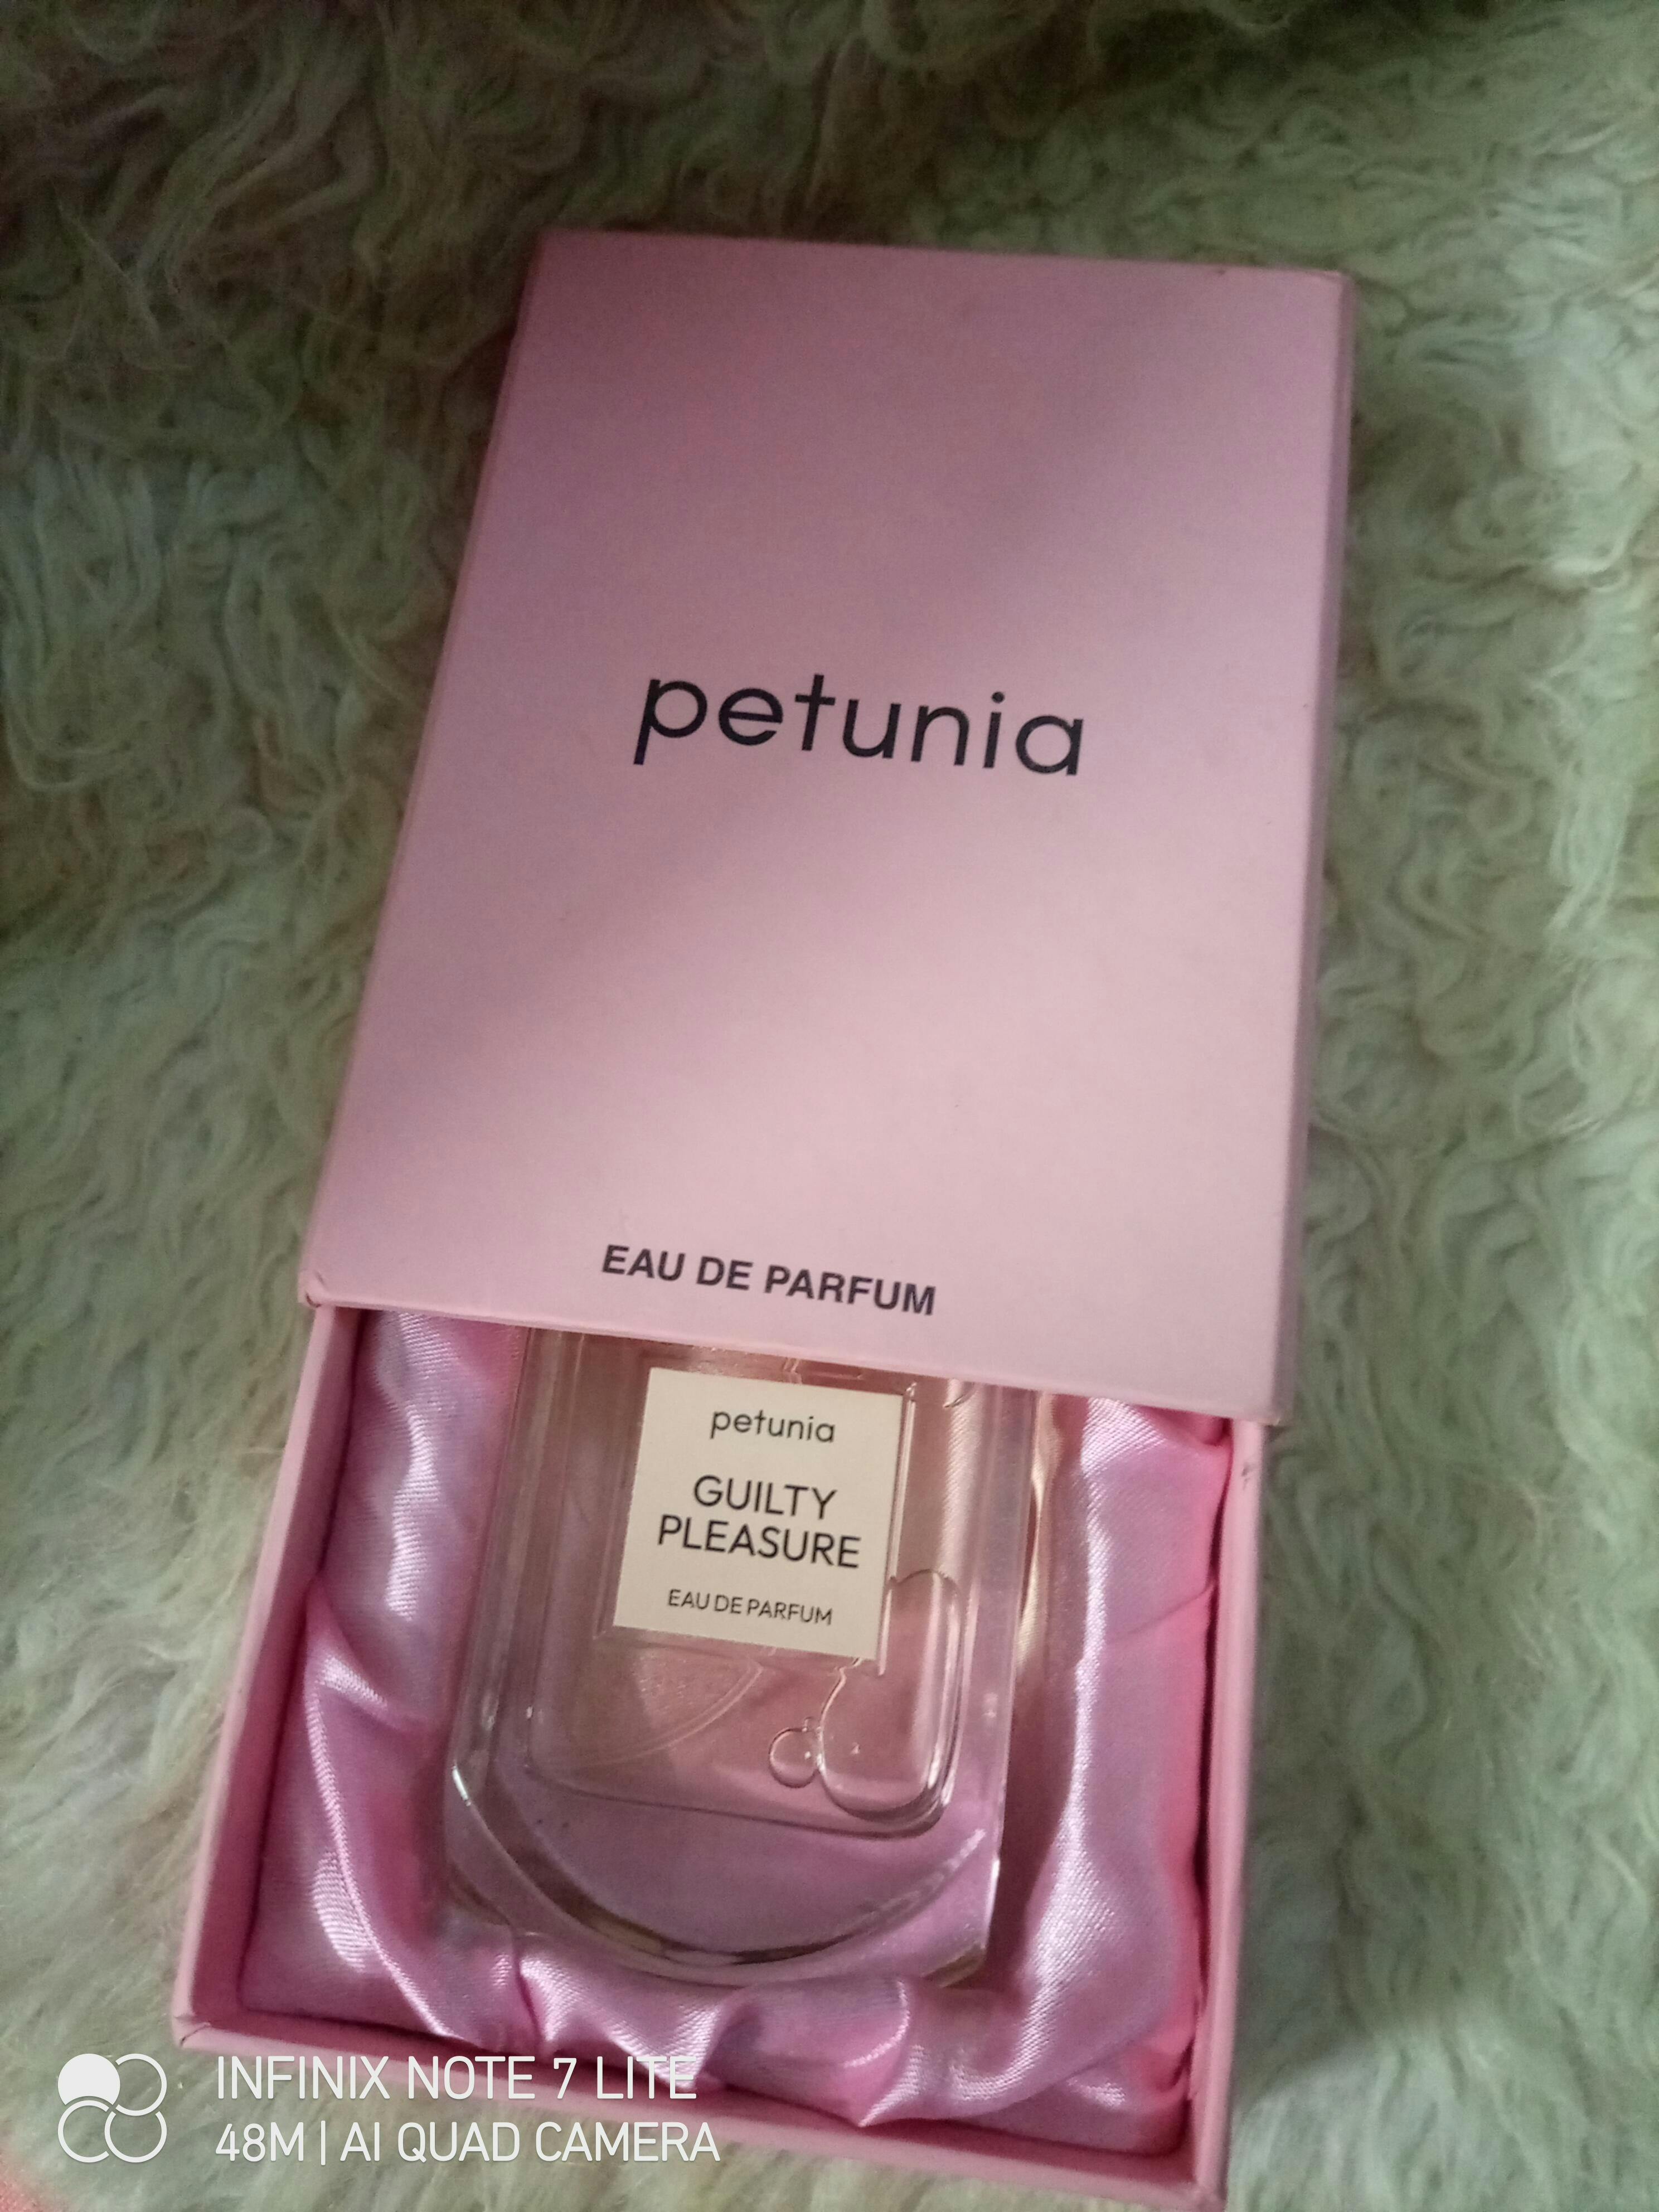 petunia
EAU DE PARFUM
petunia
GUILTY
PLEASURE
EAU DE PARFUM
INFINIX NOTE 7 LITE
48M | AI QUAD CAMERA